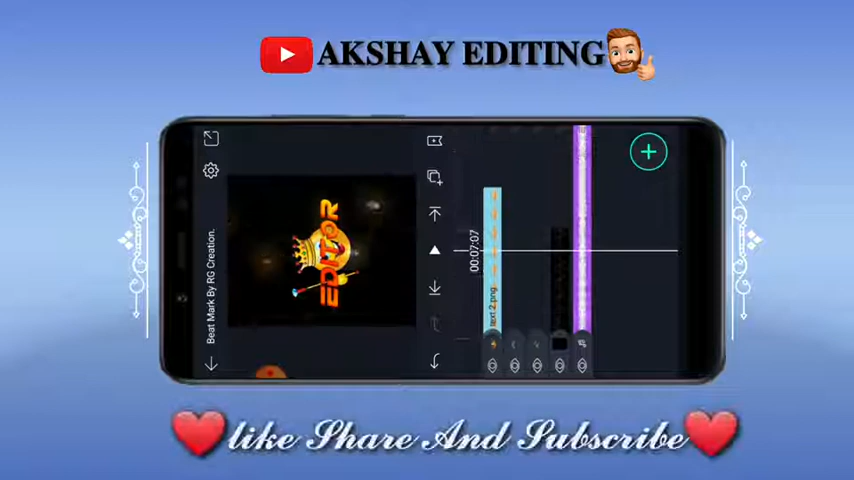 AKSHAY EDITING
Beat Mark By RG Creation.
EDITOR
00:07:07
text 2.png
like Share And Subscribe